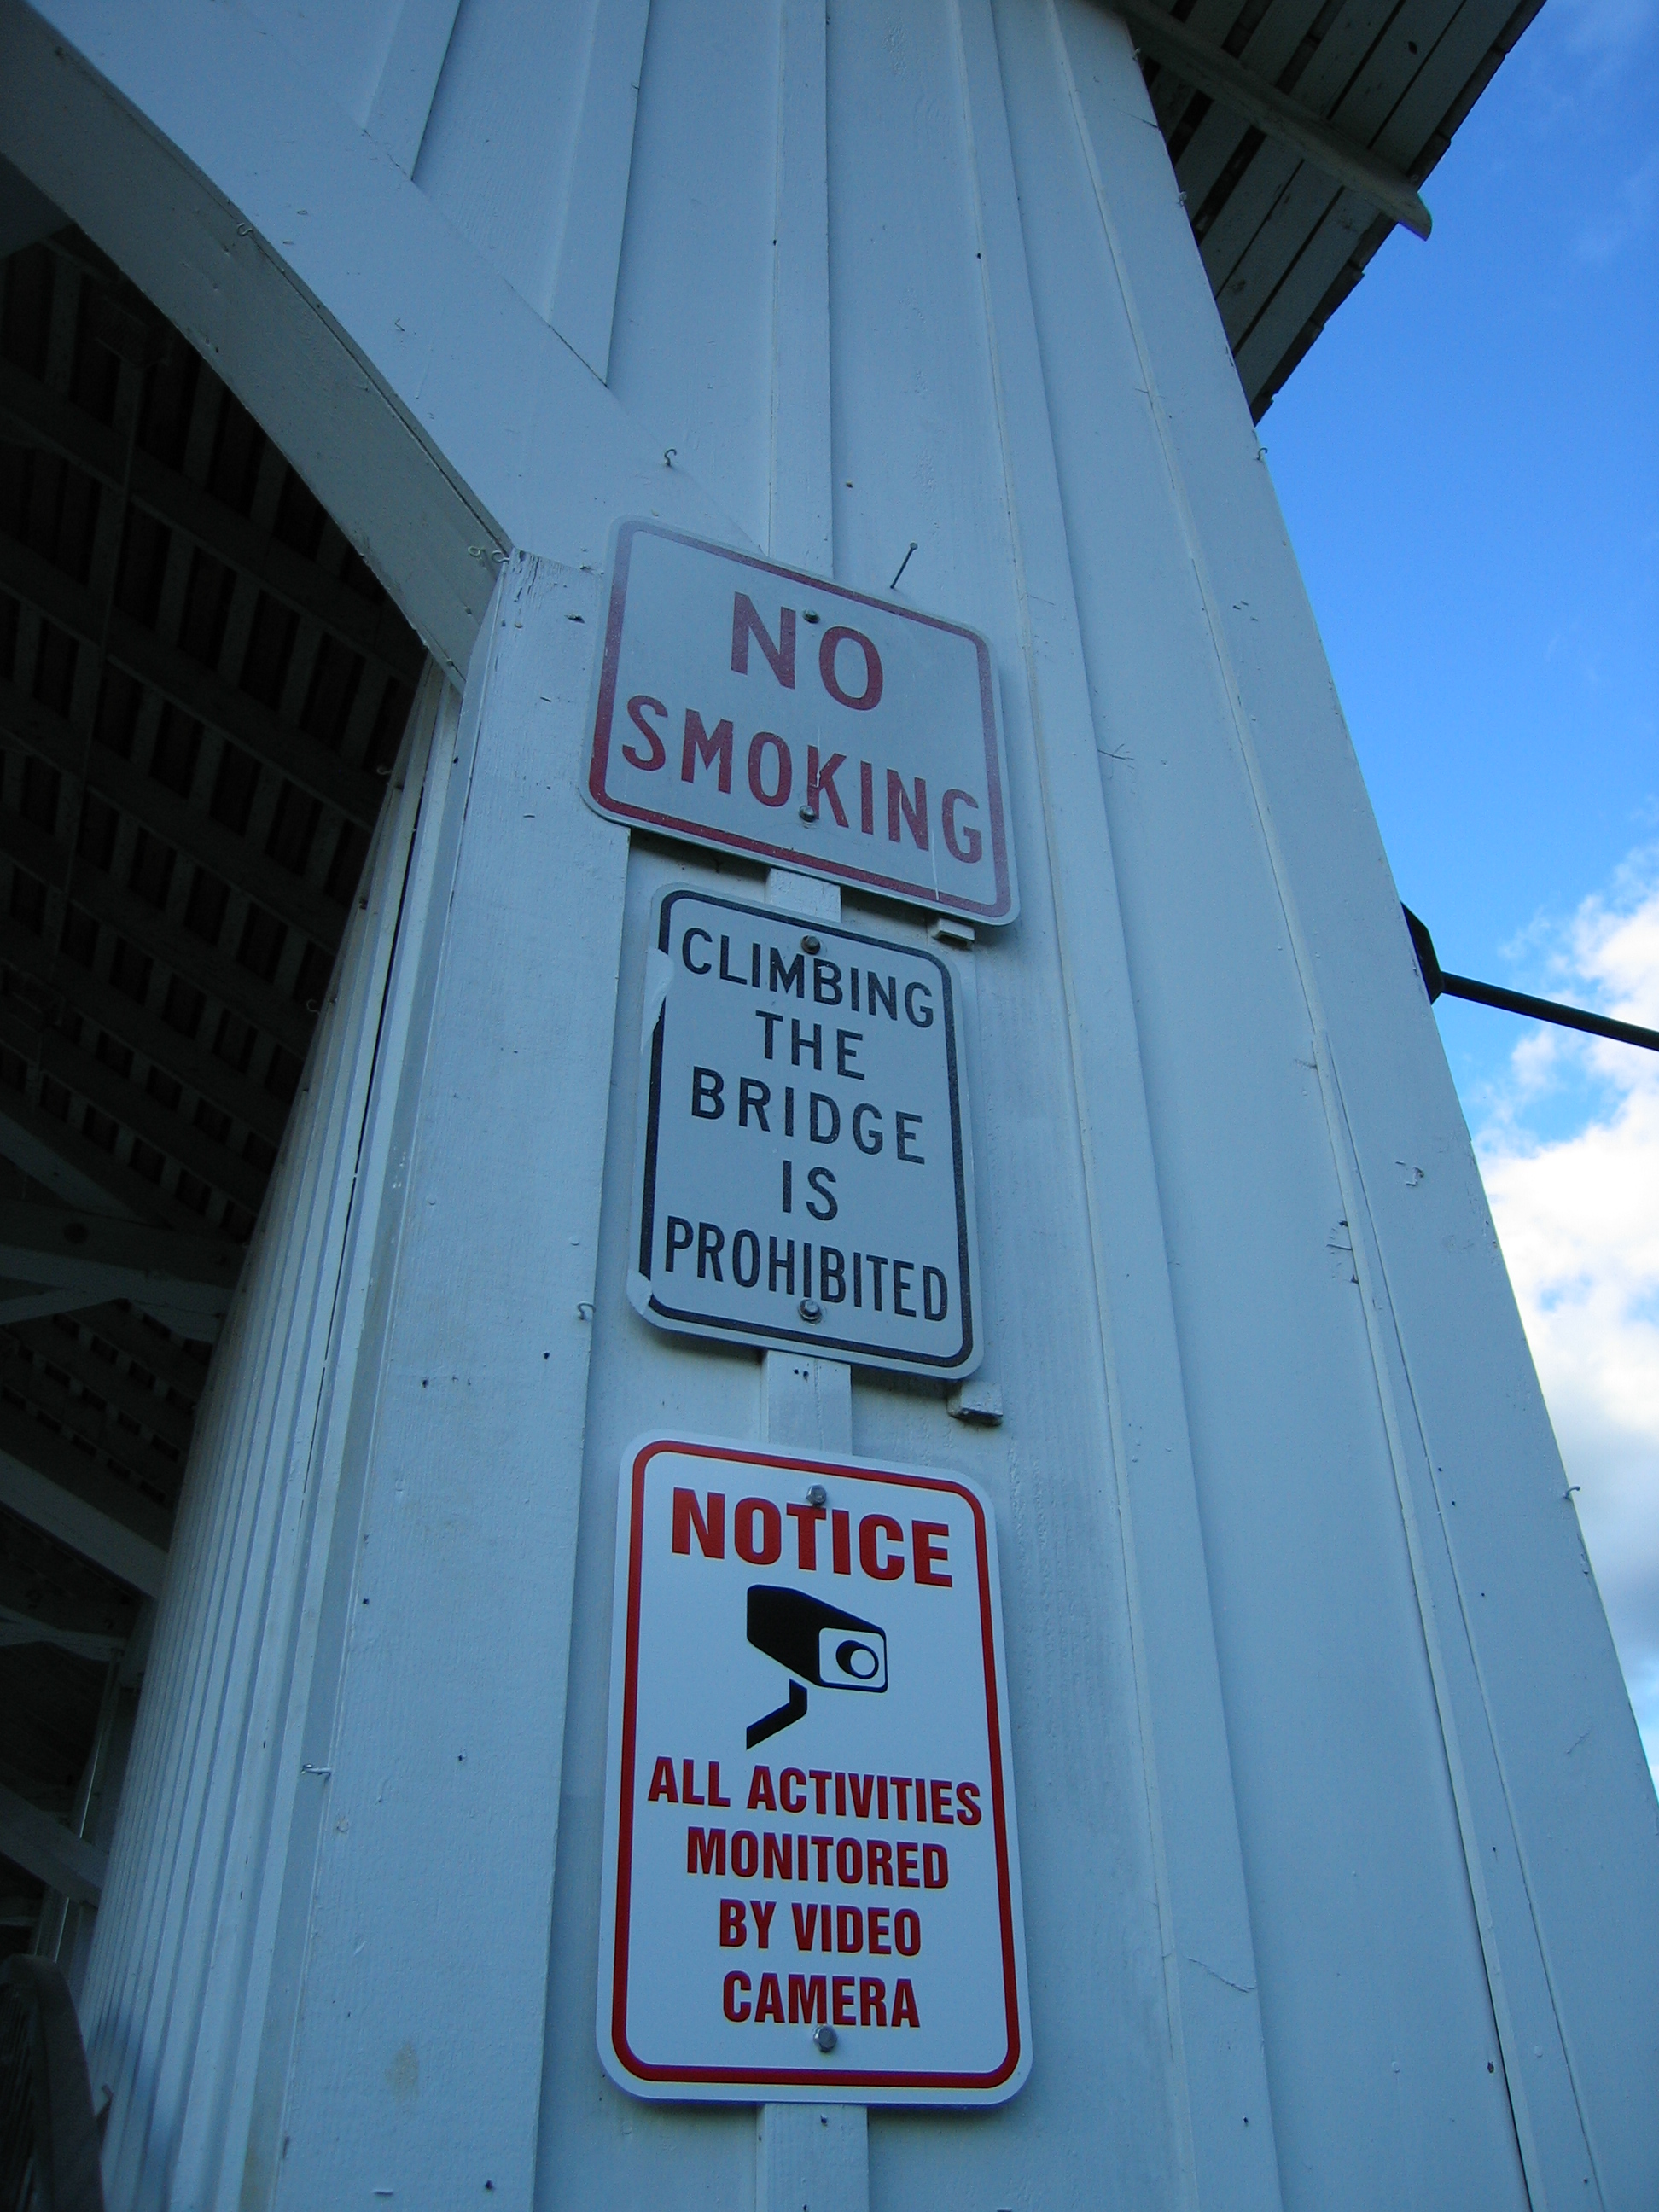 NO
SMOKING
CLIMBING
THE
BRIDGE
IS
PROHIBITED
NOTICE
ALL ACTIVITIES
MONITORED
BY VIDEO
CAMERA